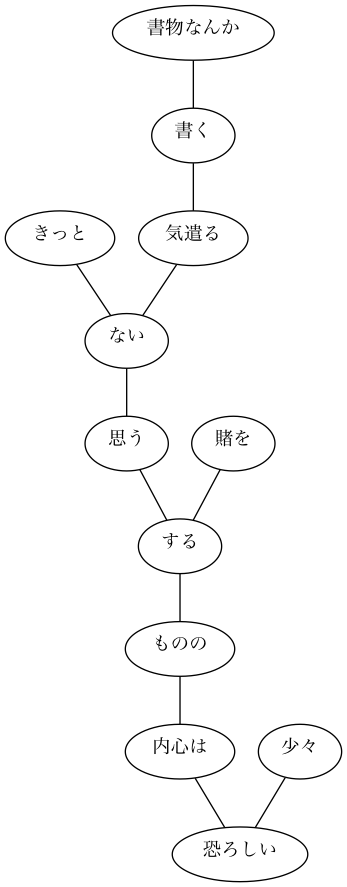 書物なんか
書く
きっと
気遣る
ない
思う
賭を
する
ものの
内心は
少々
恐ろしい